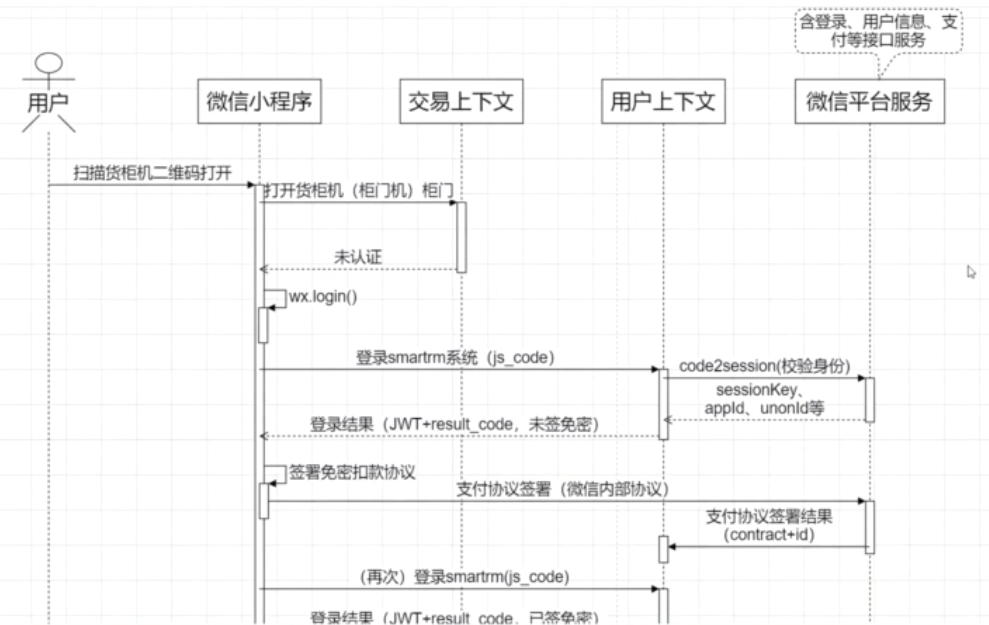 含登录、用户信息、支
付等接口服务
用户
微信小程序
交易上下文
用户上下文
微信平台服务
扫描货柜机二维码打开
打开货柜机（柜门机）柜门
未认证
wx.login()
登录smartrm系统（js_code）
code2session(校验身份)
sessionKey、
appId、unonId等
登录结果（JWT+result_code，未签免密）
签署免密扣款协议
支付协议签署（微信内部协议）
支付协议签署结果
（contract+id）
（再次）登录smartrm(js_code)
登录结果（JWT+result_code，已签免密）